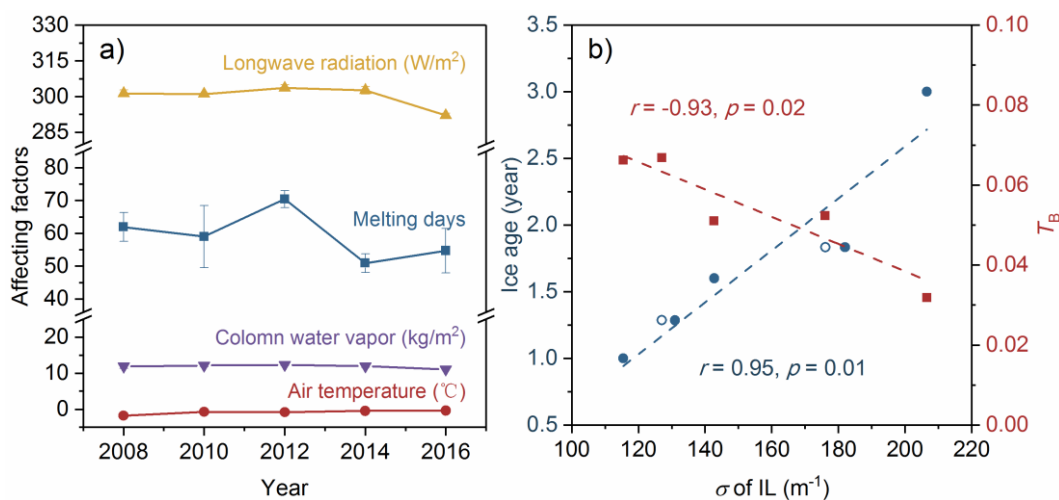 a)
Affecting factors
330
315
300
285
80
70
60
50
40
20
10
0
Longwave radiation (W/m²)
Melting days
Colomn water vapor (kg/m²)
Air temperature (℃)
2008 2010 2012 2014 2016
Year
b)
Ice age (year)
3.5
3.0
2.5
2.0
1.5
1.0
0.5
r = -0.93, p = 0.02
r = 0.95, p = 0.01
0.10
0.08
0.06
0.04
0.02
0.00
T_B
100 120 140 160 180 200 220
σ of IL (m⁻¹)